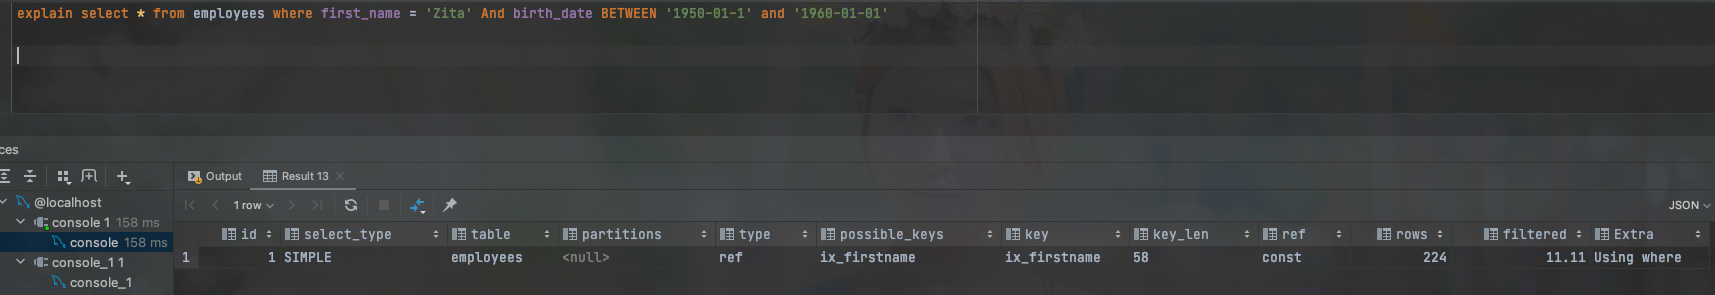 explain select * from employees where first_name = 'Zita' And birth_date BETWEEN '1950-01-1' and '1960-01-01'
ces
Output
Result 13
@localhost
1 row
JSON
console 1 158 ms
id select_type table partitions type possible_keys key key_len ref rows filtered Extra
console 158 ms
1 1 SIMPLE employees <null> ref ix_firstname ix_firstname 58 const 224 11.11 Using where
console_1 1
console_1